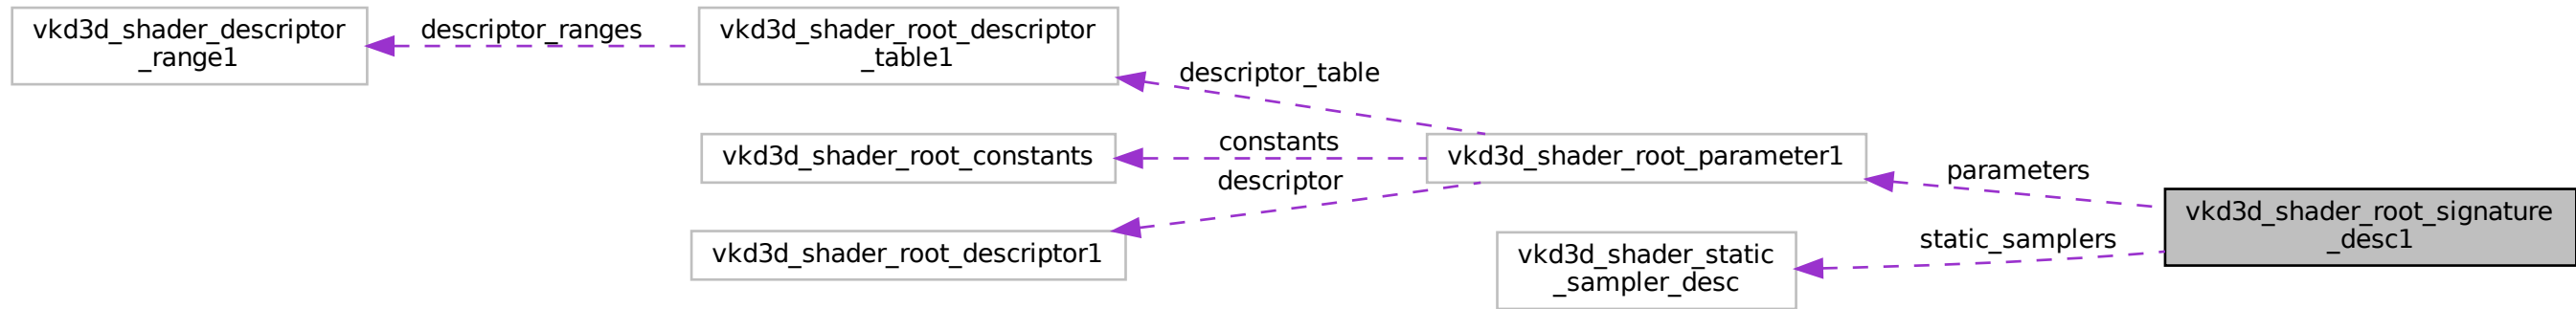 vkd3d_shader_descriptor
_range1
descriptor_ranges
vkd3d_shader_root_descriptor
_table1
descriptor_table
vkd3d_shader_root_constants
constants
vkd3d_shader_root_parameter1
descriptor
vkd3d_shader_root_descriptor1
parameters
vkd3d_shader_root_signature
_desc1
static_samplers
vkd3d_shader_static
_sampler_desc